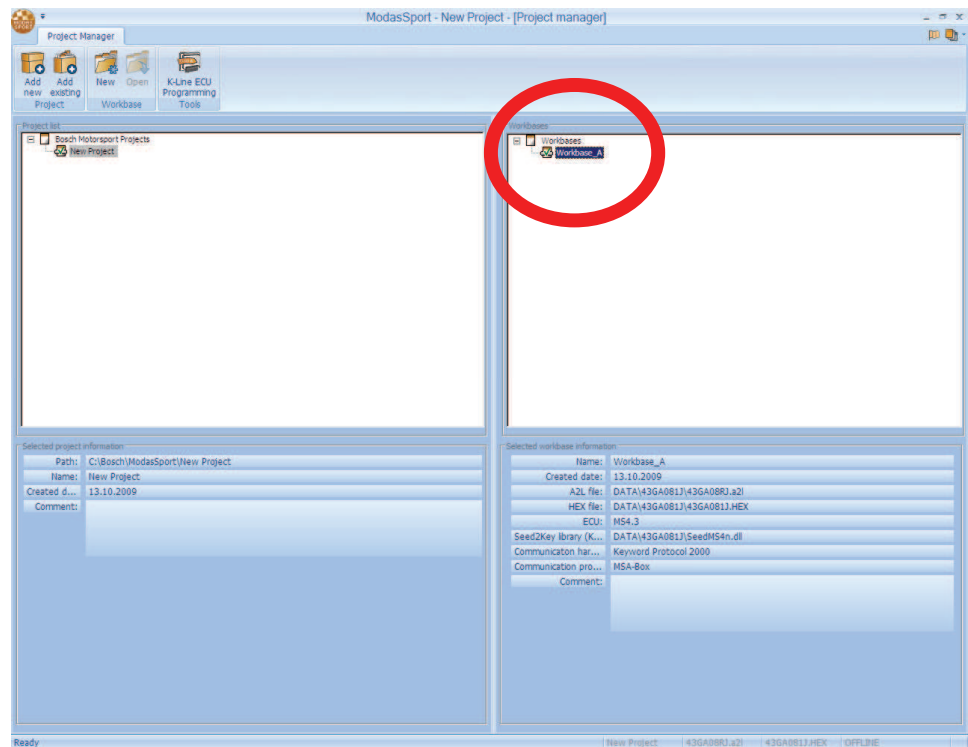 ModasSport - New Project - [Project manager]
Project Manager
Add new
Add existing
New
Open
K-Line ECU Programming
Project
Workbase
Tools
Project list
Bosch Motorsport Projects
New Project
Workbases
Workbases
Workbase_A
Selected project information
Path: C:\Bosch\ModasSport\New Project
Name: New Project
Created d... 13.10.2009
Comment:
Selected workbase information
Name: Workbase_A
Created date: 13.10.2009
A2L file: DATA\43GA081J\43GA08RJ.a2l
HEX file: DATA\43GA081J\43GA081J.HEX
ECU: MS4.3
Seed2Key library (K... DATA\43GA081J\SeedMS4n.dll
Communicaton har... Keyword Protocol 2000
Communication pro... MSA-Box
Comment:
Ready
New Project
43GA08RJ.a2l
43GA081J.HEX
OFFLINE